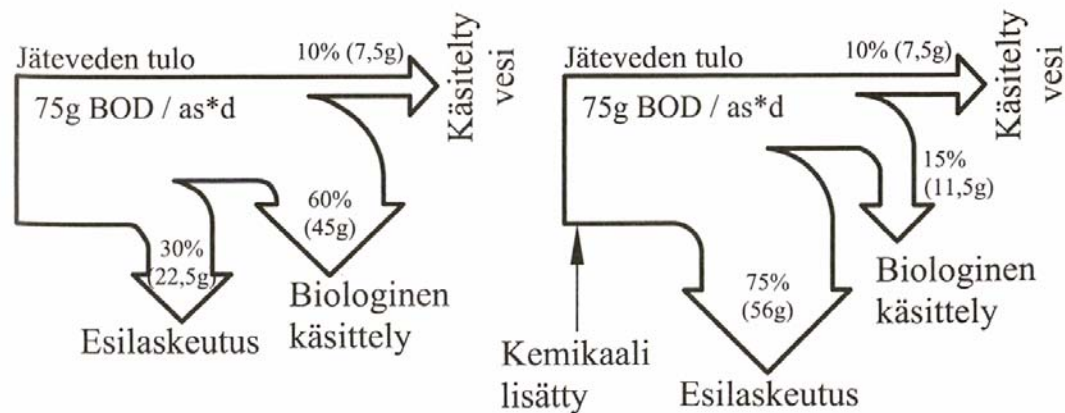 Jäteveden tulo
10% (7,5g)
Käsitelty
vesi
75g BOD / as*d
60%
(45g)
30%
(22,5g)
Biologinen
käsittely
Esilaskeutus
Jäteveden tulo
10% (7,5g)
Käsitelty
vesi
75g BOD / as*d
15%
(11,5g)
Biologinen
käsittely
75%
(56g)
Kemikaali
lisätty
Esilaskeutus